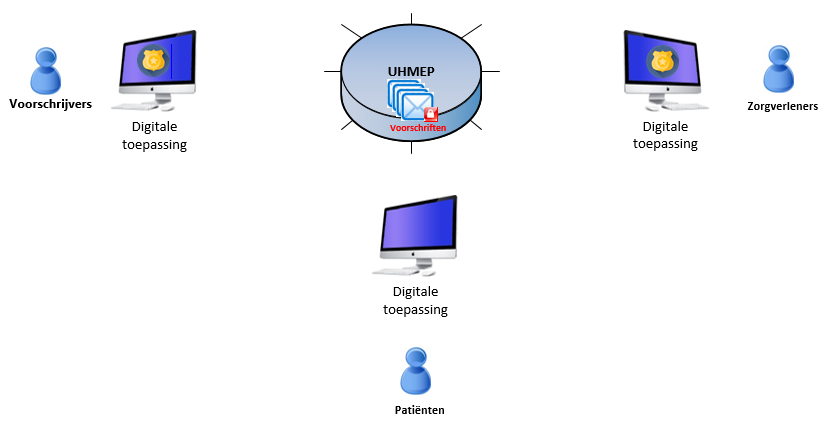 UHMEP
Voorschriften
Voorschrijvers
Zorgverleners
Digitale
toepassing
Digitale
toepassing
Digitale
toepassing
Patiënten